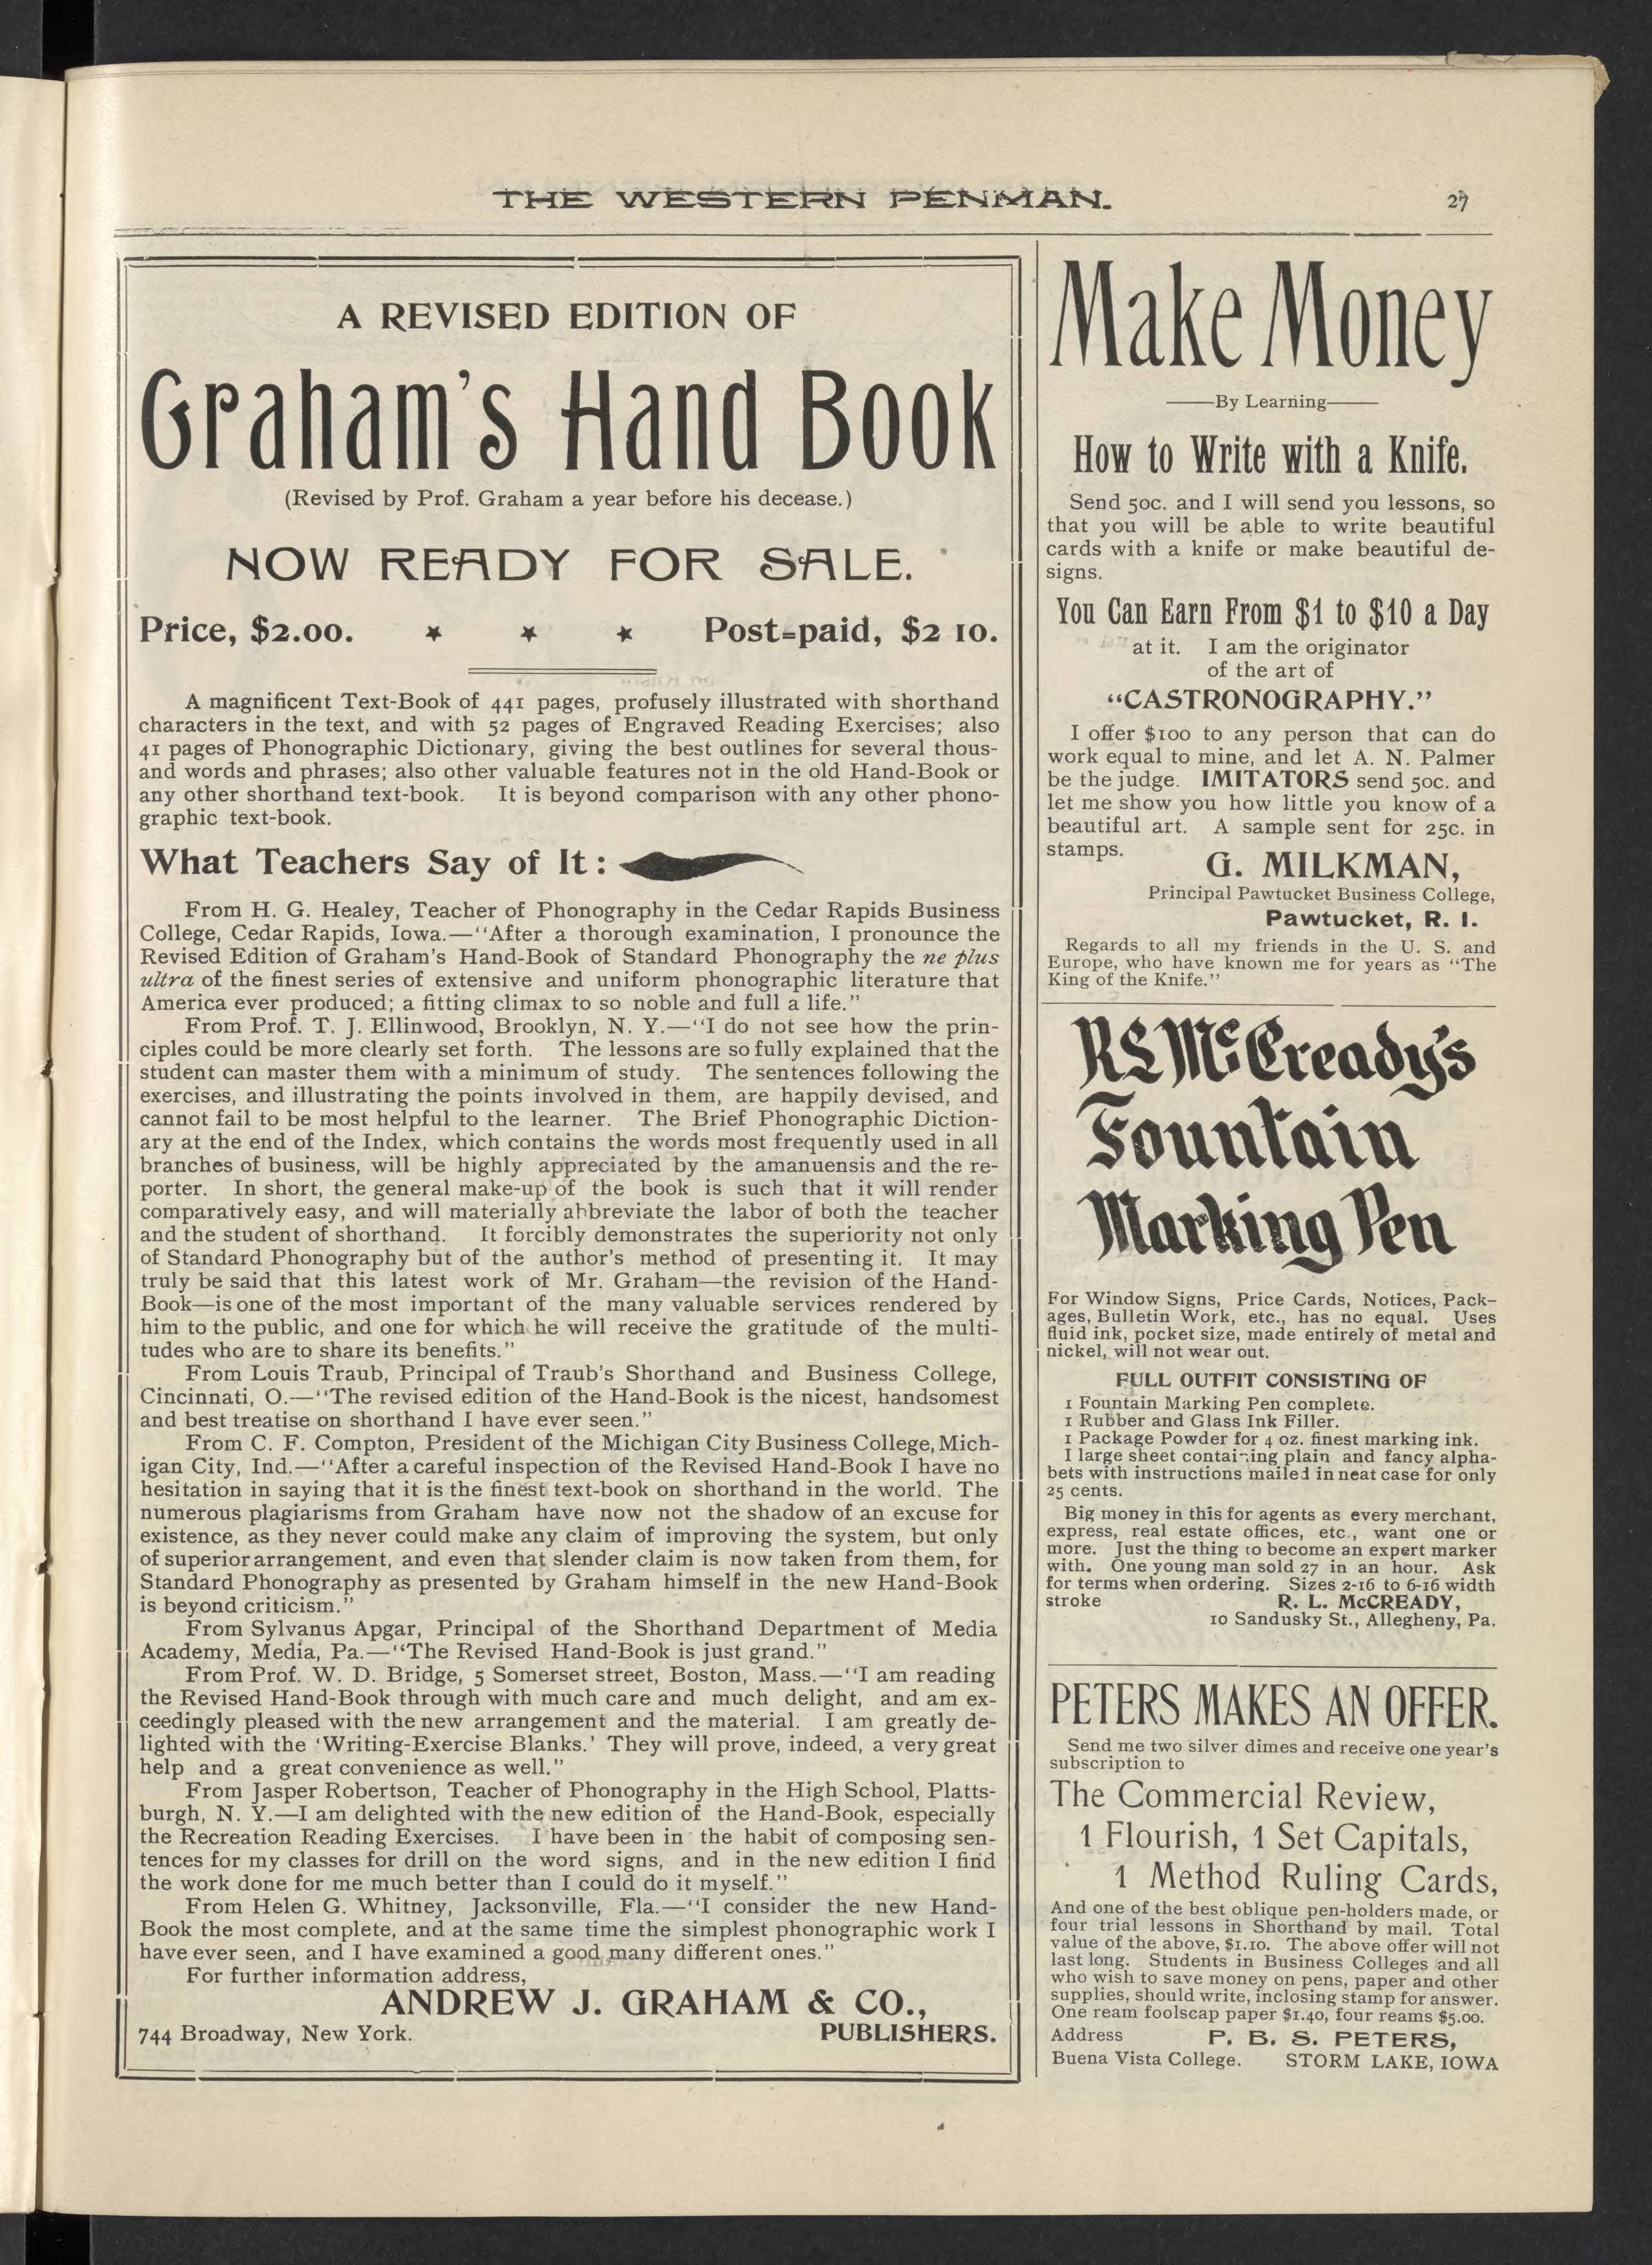 THE WESTERN PENMAN.
27
A REVISED EDITION OF
Graham's Hand Book
(Revised by Prof. Graham a year before his decease.)
NOW READY FOR SALE.
Price, $2.00. * * * Post=paid, $2 10.
A magnificent Text-Book of 441 pages, profusely illustrated with shorthand
characters in the text, and with 52 pages of Engraved Reading Exercises; also
41 pages of Phonographic Dictionary, giving the best outlines for several thous-
and words and phrases; also other valuable features not in the old Hand-Book or
any other shorthand text-book. It is beyond comparison with any other phono-
graphic text-book.
What Teachers Say of It:
From H. G. Healey, Teacher of Phonography in the Cedar Rapids Business
College, Cedar Rapids, Iowa.—"After a thorough examination, I pronounce the
Revised Edition of Graham's Hand-Book of Standard Phonography the ne plus
ultra of the finest series of extensive and uniform phonographic literature that
America ever produced; a fitting climax to so noble and full a life."
From Prof. T. J. Ellinwood, Brooklyn, N. Y.—"I do not see how the prin-
ciples could be more clearly set forth. The lessons are so fully explained that the
student can master them with a minimum of study. The sentences following the
exercises, and illustrating the points involved in them, are happily devised, and
cannot fail to be most helpful to the learner. The Brief Phonographic Diction-
ary at the end of the Index, which contains the words most frequently used in all
branches of business, will be highly appreciated by the amanuensis and the re-
porter. In short, the general make-up of the book is such that it will render
comparatively easy, and will materially abbreviate the labor of both the teacher
and the student of shorthand. It forcibly demonstrates the superiority not only
of Standard Phonography but of the author's method of presenting it. It may
truly be said that this latest work of Mr. Graham—the revision of the Hand-
Book—is one of the most important of the many valuable services rendered by
him to the public, and one for which he will receive the gratitude of the multi-
tudes who are to share its benefits."
From Louis Traub, Principal of Traub's Shorthand and Business College,
Cincinnati, O.—"The revised edition of the Hand-Book is the nicest, handsomest
and best treatise on shorthand I have ever seen."
From C. F. Compton, President of the Michigan City Business College, Mich-
igan City, Ind.—"After a careful inspection of the Revised Hand-Book I have no
hesitation in saying that it is the finest text-book on shorthand in the world. The
numerous plagiarisms from Graham have now not the shadow of an excuse for
existence, as they never could make any claim of improving the system, but only
of superior arrangement, and even that slender claim is now taken from them, for
Standard Phonography as presented by Graham himself in the new Hand-Book
is beyond criticism."
From Sylvanus Apgar, Principal of the Shorthand Department of Media
Academy, Media, Pa.—"The Revised Hand-Book is just grand."
From Prof. W. D. Bridge, 5 Somerset street, Boston, Mass.—"I am reading
the Revised Hand-Book through with much care and much delight, and am ex-
ceedingly pleased with the new arrangement and the material. I am greatly de-
lighted with the 'Writing-Exercise Blanks.' They will prove, indeed, a very great
help and a great convenience as well."
From Jasper Robertson, Teacher of Phonography in the High School, Platts-
burgh, N. Y.—I am delighted with the new edition of the Hand-Book, especially
the Recreation Reading Exercises. I have been in the habit of composing sen-
tences for my classes for drill on the word signs, and in the new edition I find
the work done for me much better than I could do it myself."
From Helen G. Whitney, Jacksonville, Fla.—"I consider the new Hand-
Book the most complete, and at the same time the simplest phonographic work I
have ever seen, and I have examined a good many different ones."
For further information address,
ANDREW J. GRAHAM & CO.,
744 Broadway, New York. PUBLISHERS.
Make Money
—By Learning—
How to Write with a Knife.
Send 50c. and I will send you lessons, so
that you will be able to write beautiful
cards with a knife or make beautiful de-
signs.
You Can Earn From $1 to $10 a Day
at it. I am the originator
of the art of
"CASTRONOGRAPHY."
I offer $100 to any person that can do
work equal to mine, and let A. N. Palmer
be the judge. IMITATORS send 50c. and
let me show you how little you know of a
beautiful art. A sample sent for 25c. in
stamps.
G. MILKMAN,
Principal Pawtucket Business College,
Pawtucket, R. I.
Regards to all my friends in the U. S. and
Europe, who have known me for years as "The
King of the Knife."
RL McCready's
Fountain
Marking Pen
For Window Signs, Price Cards, Notices, Pack-
ages, Bulletin Work, etc., has no equal. Uses
fluid ink, pocket size, made entirely of metal and
nickel, will not wear out.
FULL OUTFIT CONSISTING OF
1 Fountain Marking Pen complete.
1 Rubber and Glass Ink Filler.
1 Package Powder for 4 oz. finest marking ink.
I large sheet containing plain and fancy alpha-
bets with instructions mailed in neat case for only
25 cents.
Big money in this for agents as every merchant,
express, real estate offices, etc., want one or
more. Just the thing to become an expert marker
with. One young man sold 27 in an hour. Ask
for terms when ordering. Sizes 2-16 to 6-16 width
stroke R. L. McCREADY,
10 Sandusky St., Allegheny, Pa.
PETERS MAKES AN OFFER.
Send me two silver dimes and receive one year's
subscription to
The Commercial Review,
1 Flourish, 1 Set Capitals,
1 Method Ruling Cards,
And one of the best oblique pen-holders made, or
four trial lessons in Shorthand by mail. Total
value of the above, $1.10. The above offer will not
last long. Students in Business Colleges and all
who wish to save money on pens, paper and other
supplies, should write, inclosing stamp for answer.
One ream foolscap paper $1.40, four reams $5.00.
Address P. B. S. PETERS,
Buena Vista College. STORM LAKE, IOWA